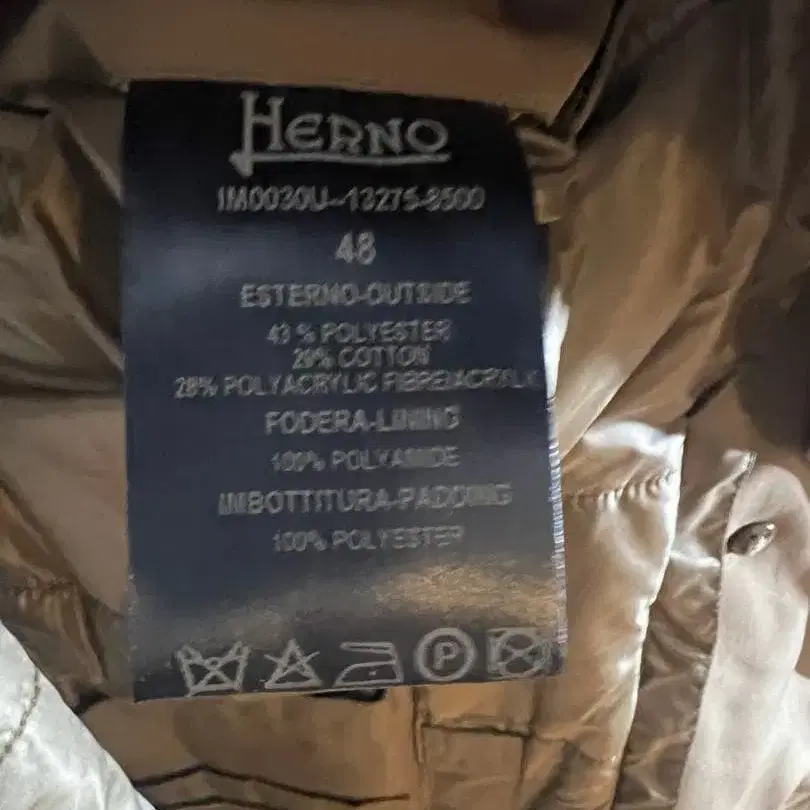 HERNO
IM0030U--13275-8500
48
ESTERNO-OUTSIDE
43 % POLYESTER
29% COTTON
28% POLYACRYLIC FIBRE/ACRYLIC
FODERA-LINING
100% POLYAMIDE
IMBOTTITURA-PADDING
100% POLYESTER
P